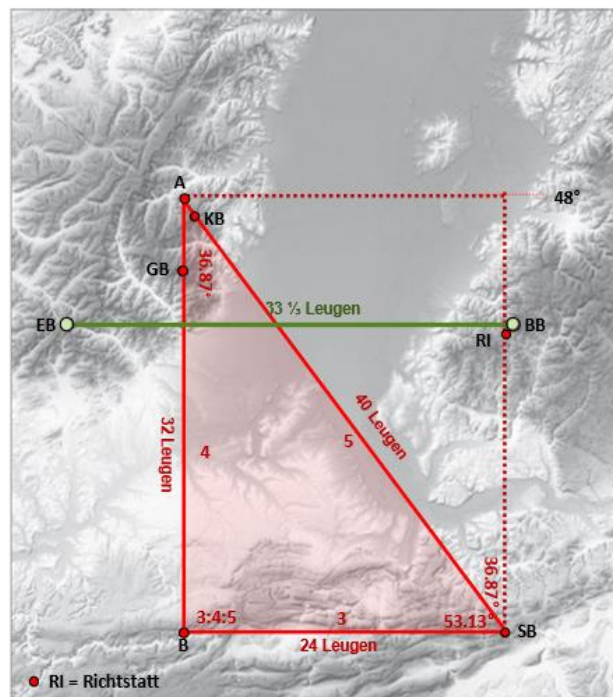 A
48°
KB
36.87°
GB
33 ⅓ Leugen
EB
BB
RI
32 Leugen
4
5
40 Leugen
36.87°
3:4:5
3
53.13°
B
SB
24 Leugen
RI = Richtstatt